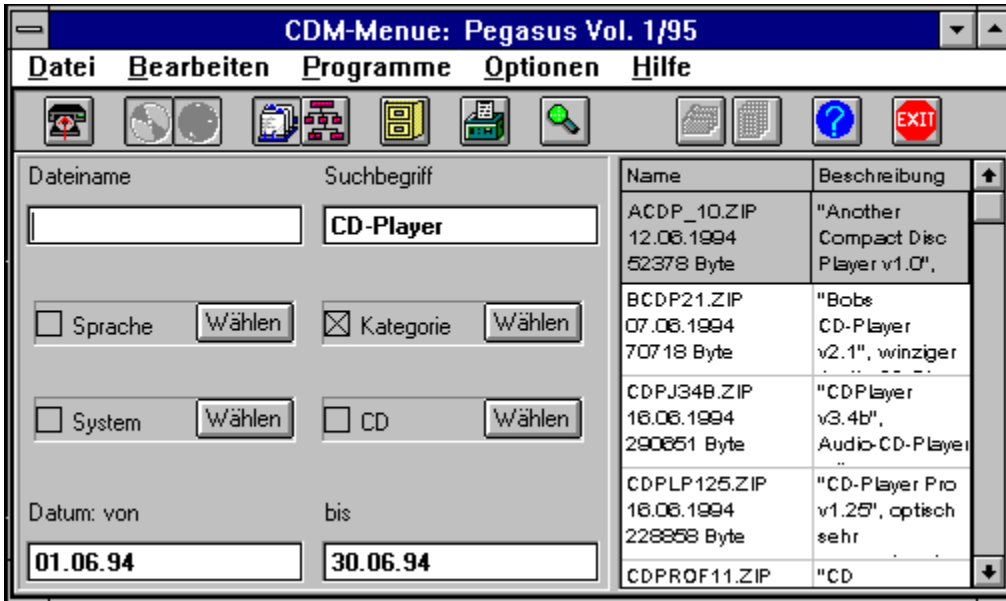 CDM-Menue: Pegasus Vol. 1/95
Datei Bearbeiten Programme Optionen Hilfe
EXIT
Dateiname Suchbegriff
CD-Player
Sprache Wählen Kategorie Wählen
System Wählen CD Wählen
Datum: von bis
01.06.94 30.06.94
Name Beschreibung
ACDP_10.ZIP "Another
12.06.1994 Compact Disc
52378 Byte Player v1.0",
BCDP21.ZIP "Bobs
07.06.1994 CD-Player
70718 Byte v2.1", winziger
CDPJ34B.ZIP "CDPlayer
16.06.1994 v3.4b",
290651 Byte Audio-CD-Player
CDPLP125.ZIP "CD-Player Pro
16.06.1994 v1.25", optisch
228858 Byte sehr
CDPROF11.ZIP "CD